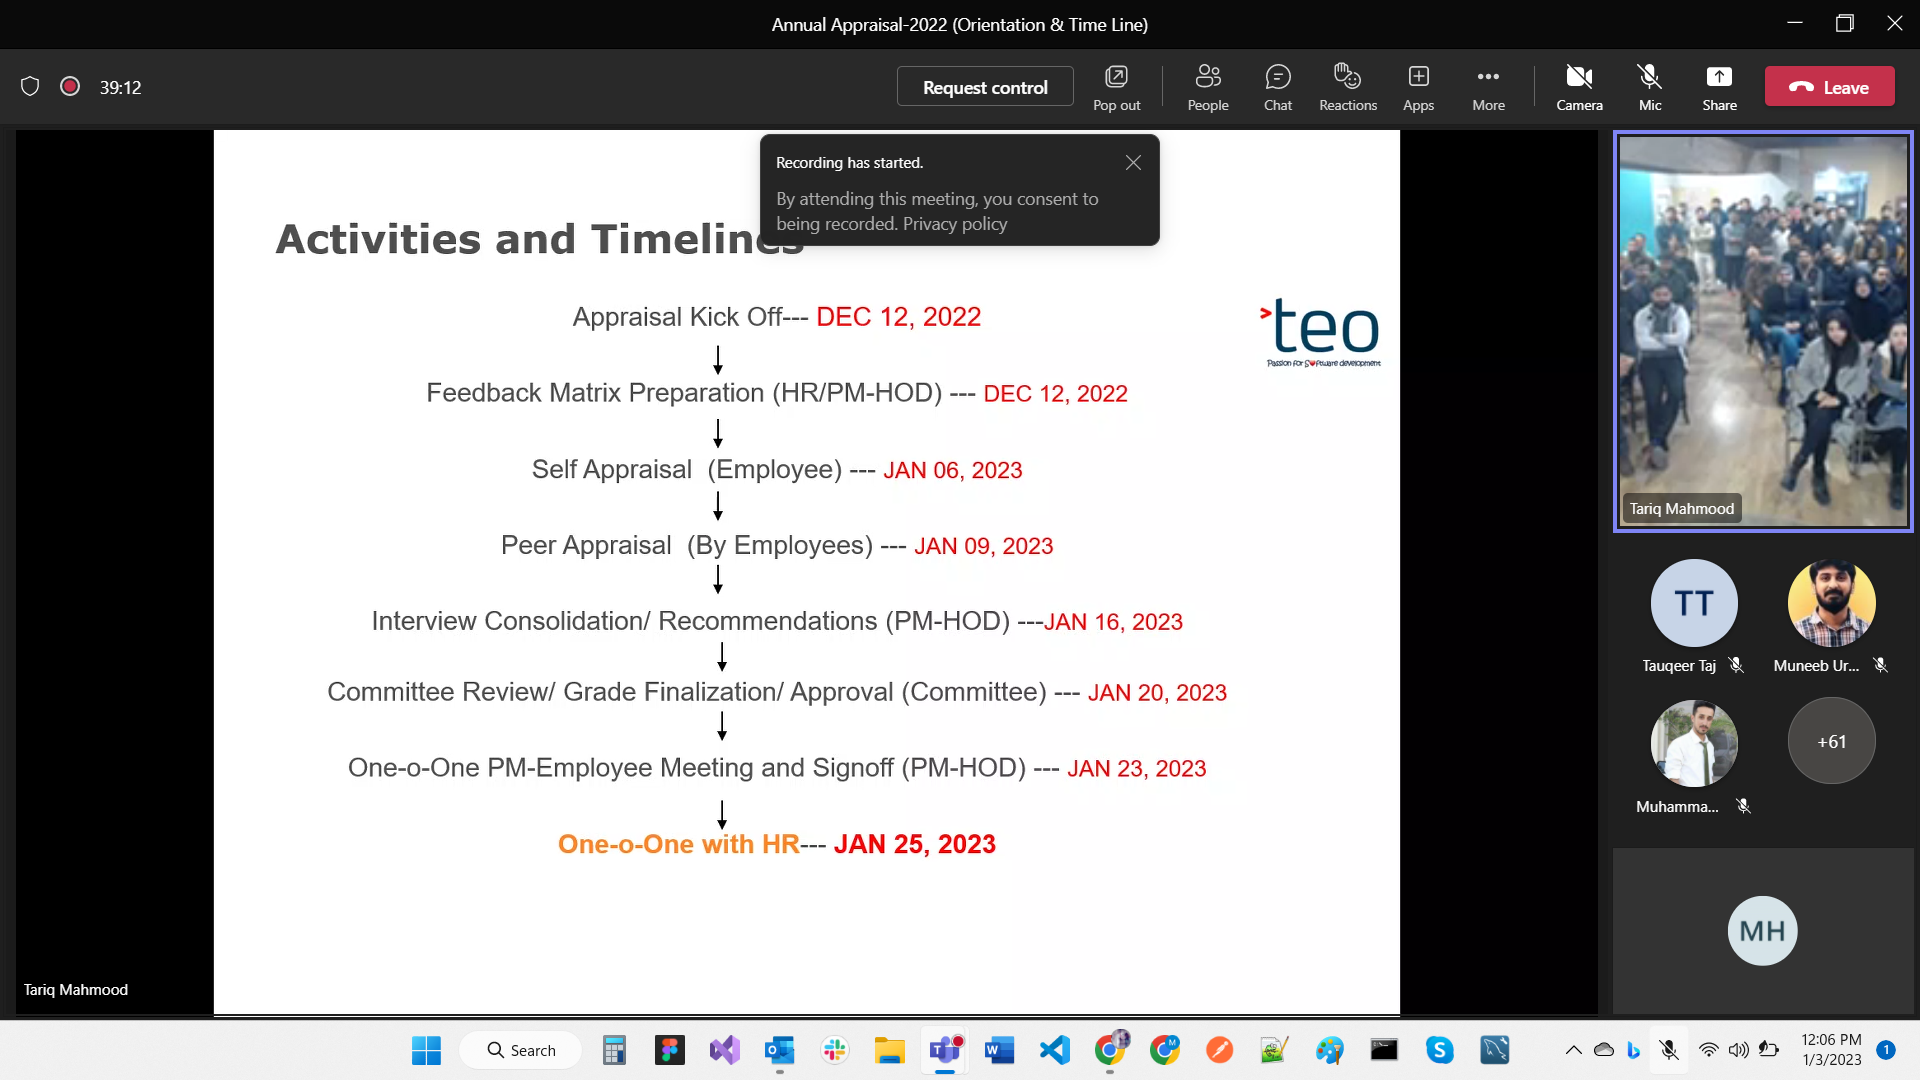 Annual Appraisal-2022 (Orientation & Time Line)
39:12
Request control
Pop out
People
Chat
Reactions
Apps
More
Camera
Mic
Share
Leave
Recording has started.
By attending this meeting, you consent to
being recorded. Privacy policy
Activities and Timelines
Appraisal Kick Off--- DEC 12, 2022
>teo
Passion for Software development
Feedback Matrix Preparation (HR/PM-HOD) --- DEC 12, 2022
Self Appraisal (Employee) --- JAN 06, 2023
Peer Appraisal (By Employees) --- JAN 09, 2023
Interview Consolidation/ Recommendations (PM-HOD) ---JAN 16, 2023
Committee Review/ Grade Finalization/ Approval (Committee) --- JAN 20, 2023
One-o-One PM-Employee Meeting and Signoff (PM-HOD) --- JAN 23, 2023
One-o-One with HR--- JAN 25, 2023
Tariq Mahmood
Tariq Mahmood
TT
Tauqeer Taj
Muneeb Ur...
Muhamma...
+61
MH
Search
12:06 PM
1/3/2023
1